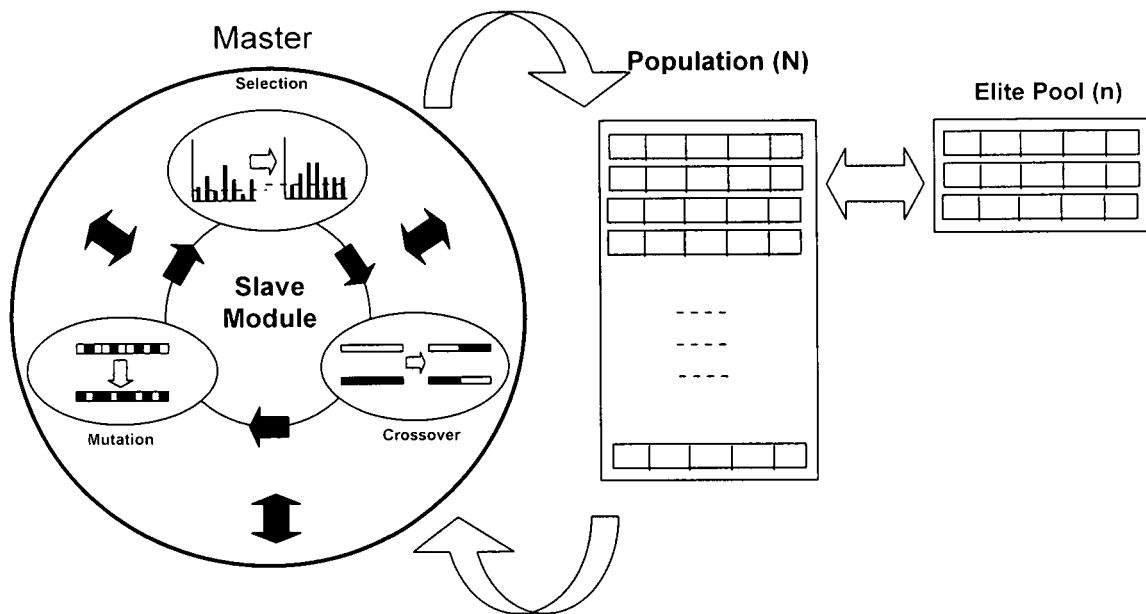 Master
Selection
Slave
Module
Mutation
Crossover
Population (N)
Elite Pool (n)